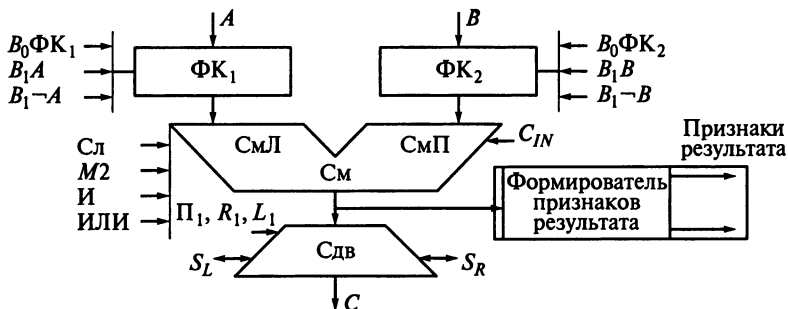 A
B
B₀ФК₁
B₁A
B₁¬A
ФК₁
ФК₂
B₀ФК₂
B₁B
B₁¬B
СмЛ
СмП
См
C_IN
Сл
M2
И
ИЛИ
Признаки
результата
Формирователь
признаков
результата
П₁, R₁, L₁
Сдв
S_L
S_R
C